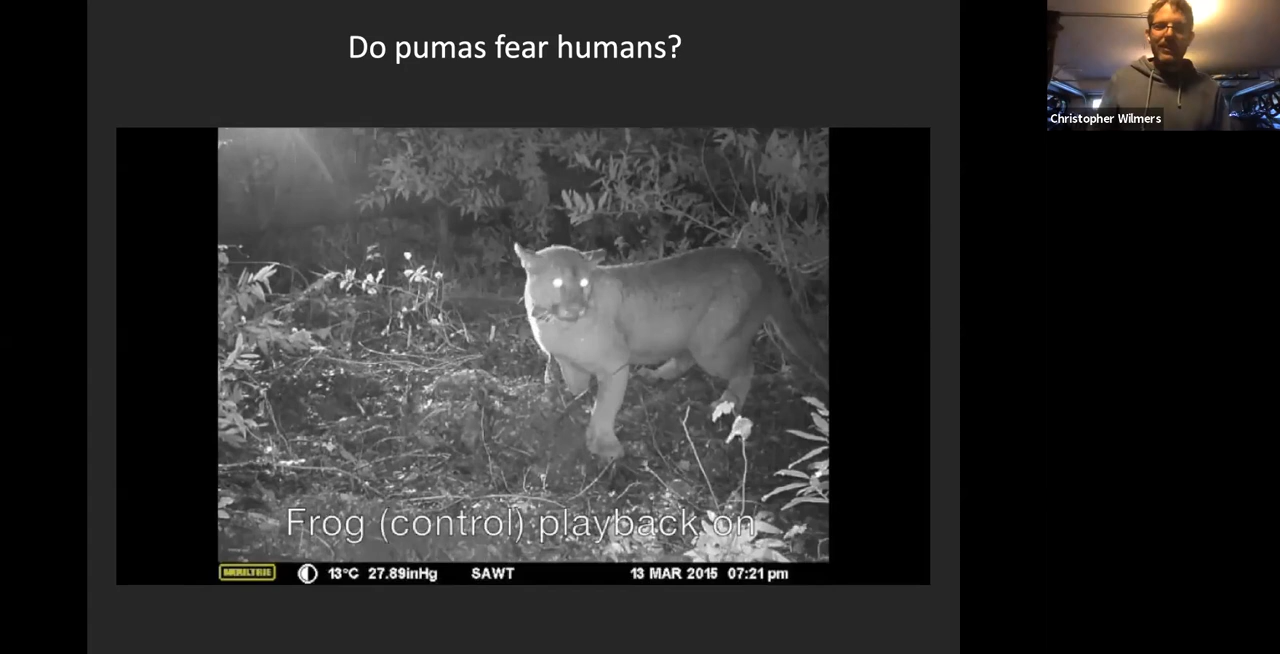 Do pumas fear humans?
Christopher Wilmers
Frog (control) playback on
MOULTRIE 13°C 27.89inHg SAWT 13 MAR 2015 07:21 pm